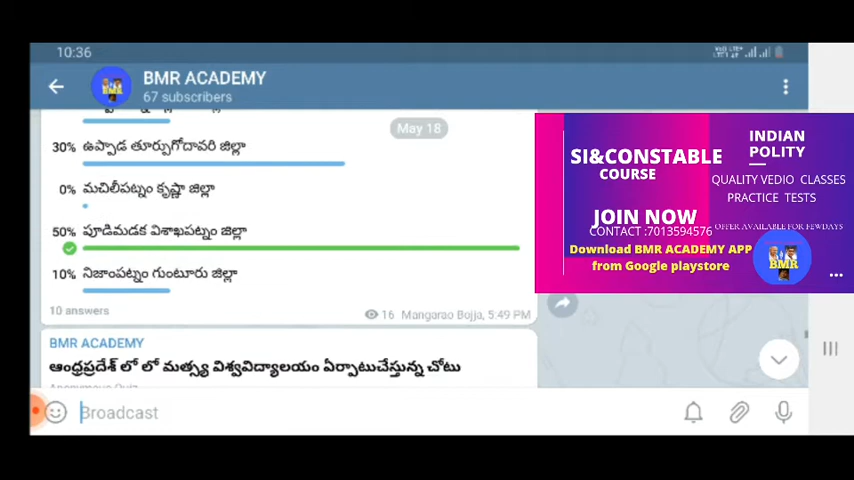 10:36
BMR ACADEMY
67 subscribers
May 18
30% ఉప్పాడ తూర్పుగోదావరి జిల్లా
0% మచిలీపట్నం కృష్ణా జిల్లా
50% పూడిమడక విశాఖపట్నం జిల్లా
10% నిజాంపట్నం గుంటూరు జిల్లా
10 answers
16 Mangarao Bojja, 5:49 PM
BMR ACADEMY
ఆంధ్రప్రదేశ్ లో లో మత్స్య విశ్వవిద్యాలయం ఏర్పాటుచేస్తున్న చోటు
Anonymous Quiz
Broadcast
SI&CONSTABLE
COURSE
JOIN NOW
CONTACT :7013594576
Download BMR ACADEMY APP
from Google playstore
INDIAN
POLITY
QUALITY VEDIO CLASSES
PRACTICE TESTS
OFFER AVAILABLE FOR FEWDAYS
BMR